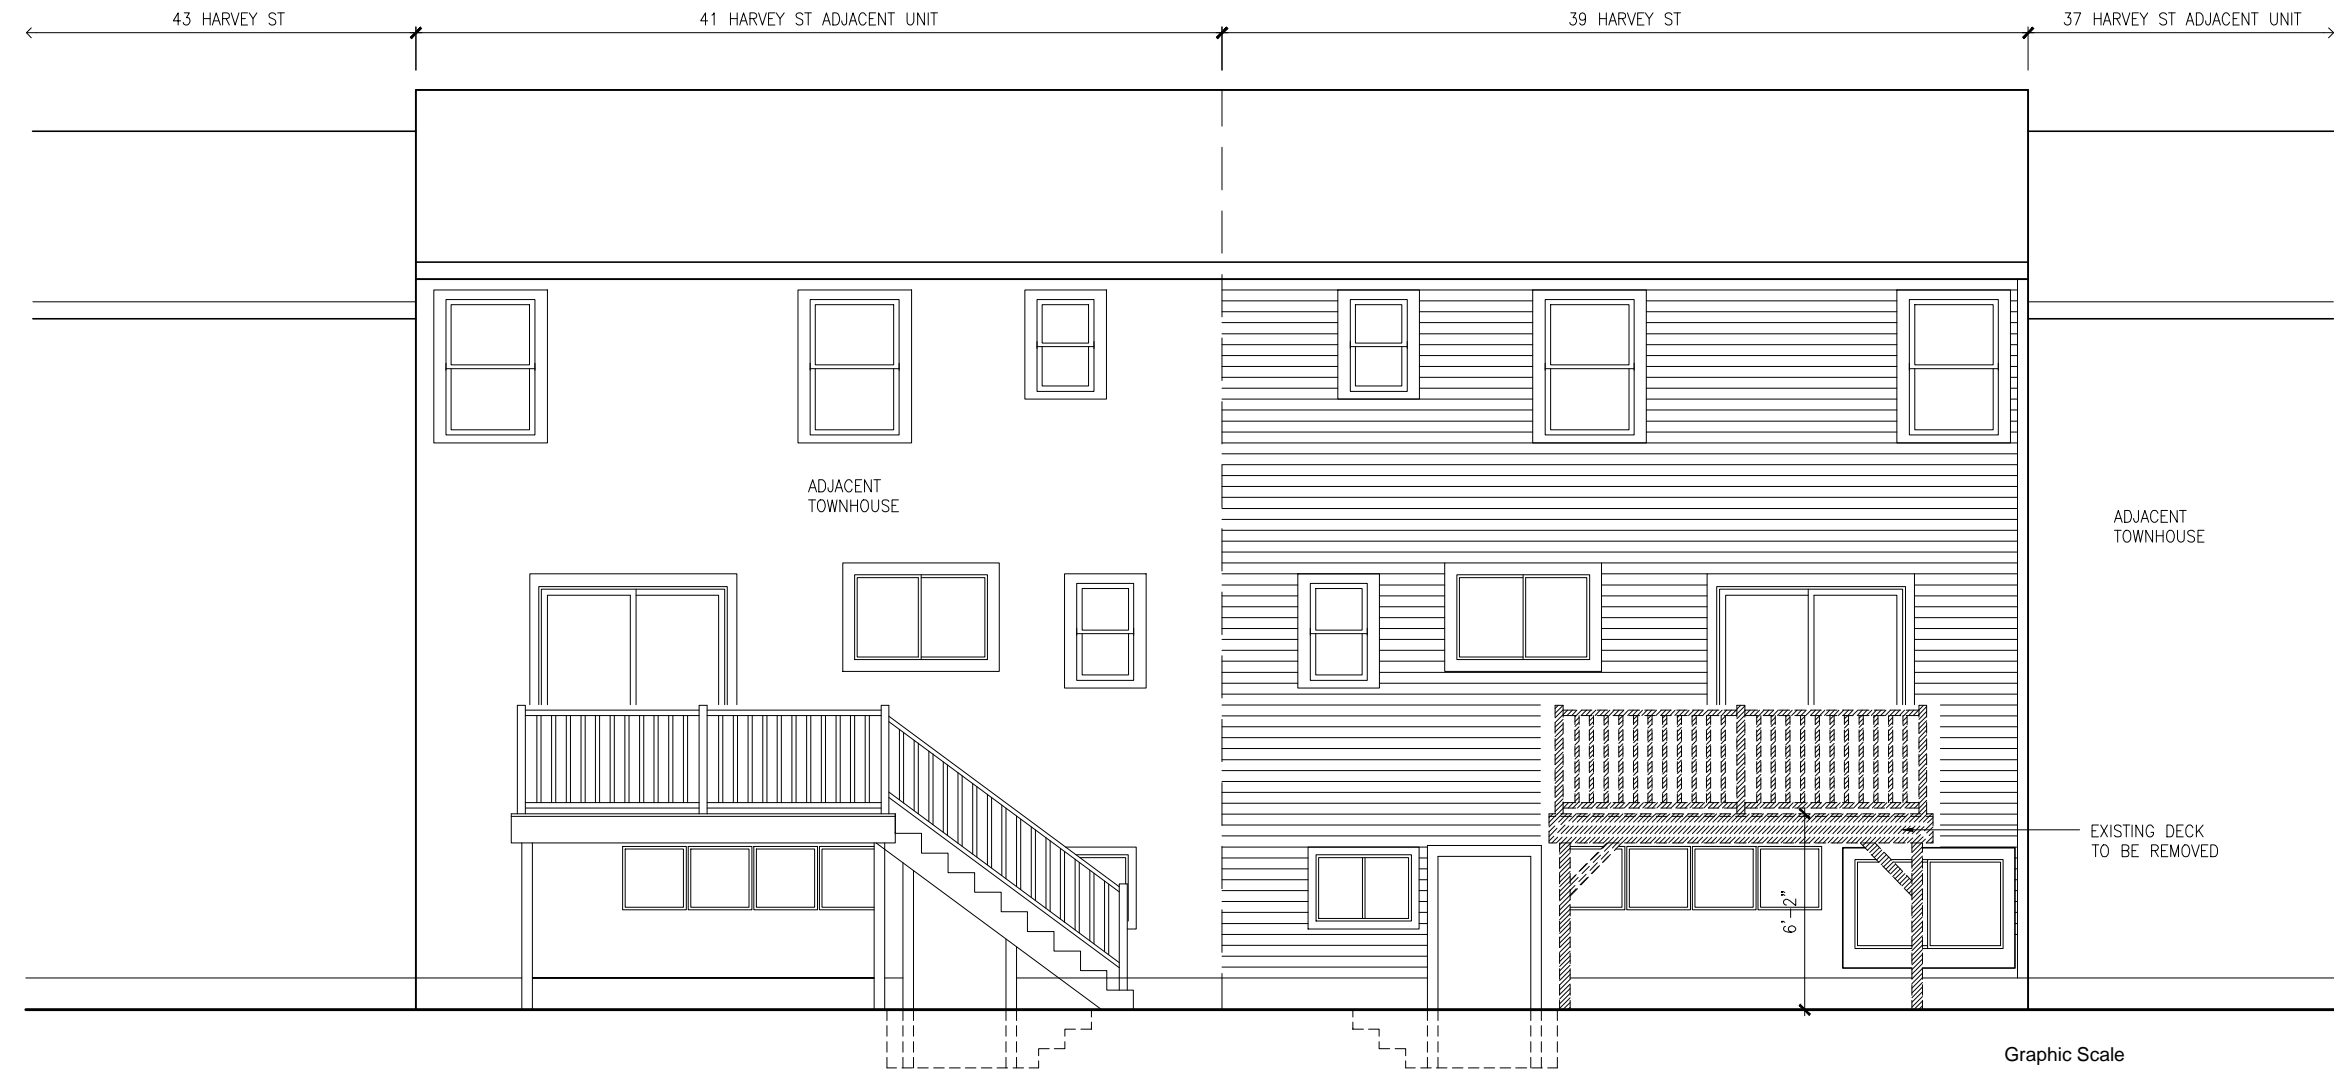 43 HARVEY ST
41 HARVEY ST ADJACENT UNIT
39 HARVEY ST
37 HARVEY ST ADJACENT UNIT
ADJACENT
TOWNHOUSE
ADJACENT
TOWNHOUSE
EXISTING DECK
TO BE REMOVED
6'-2"
Graphic Scale